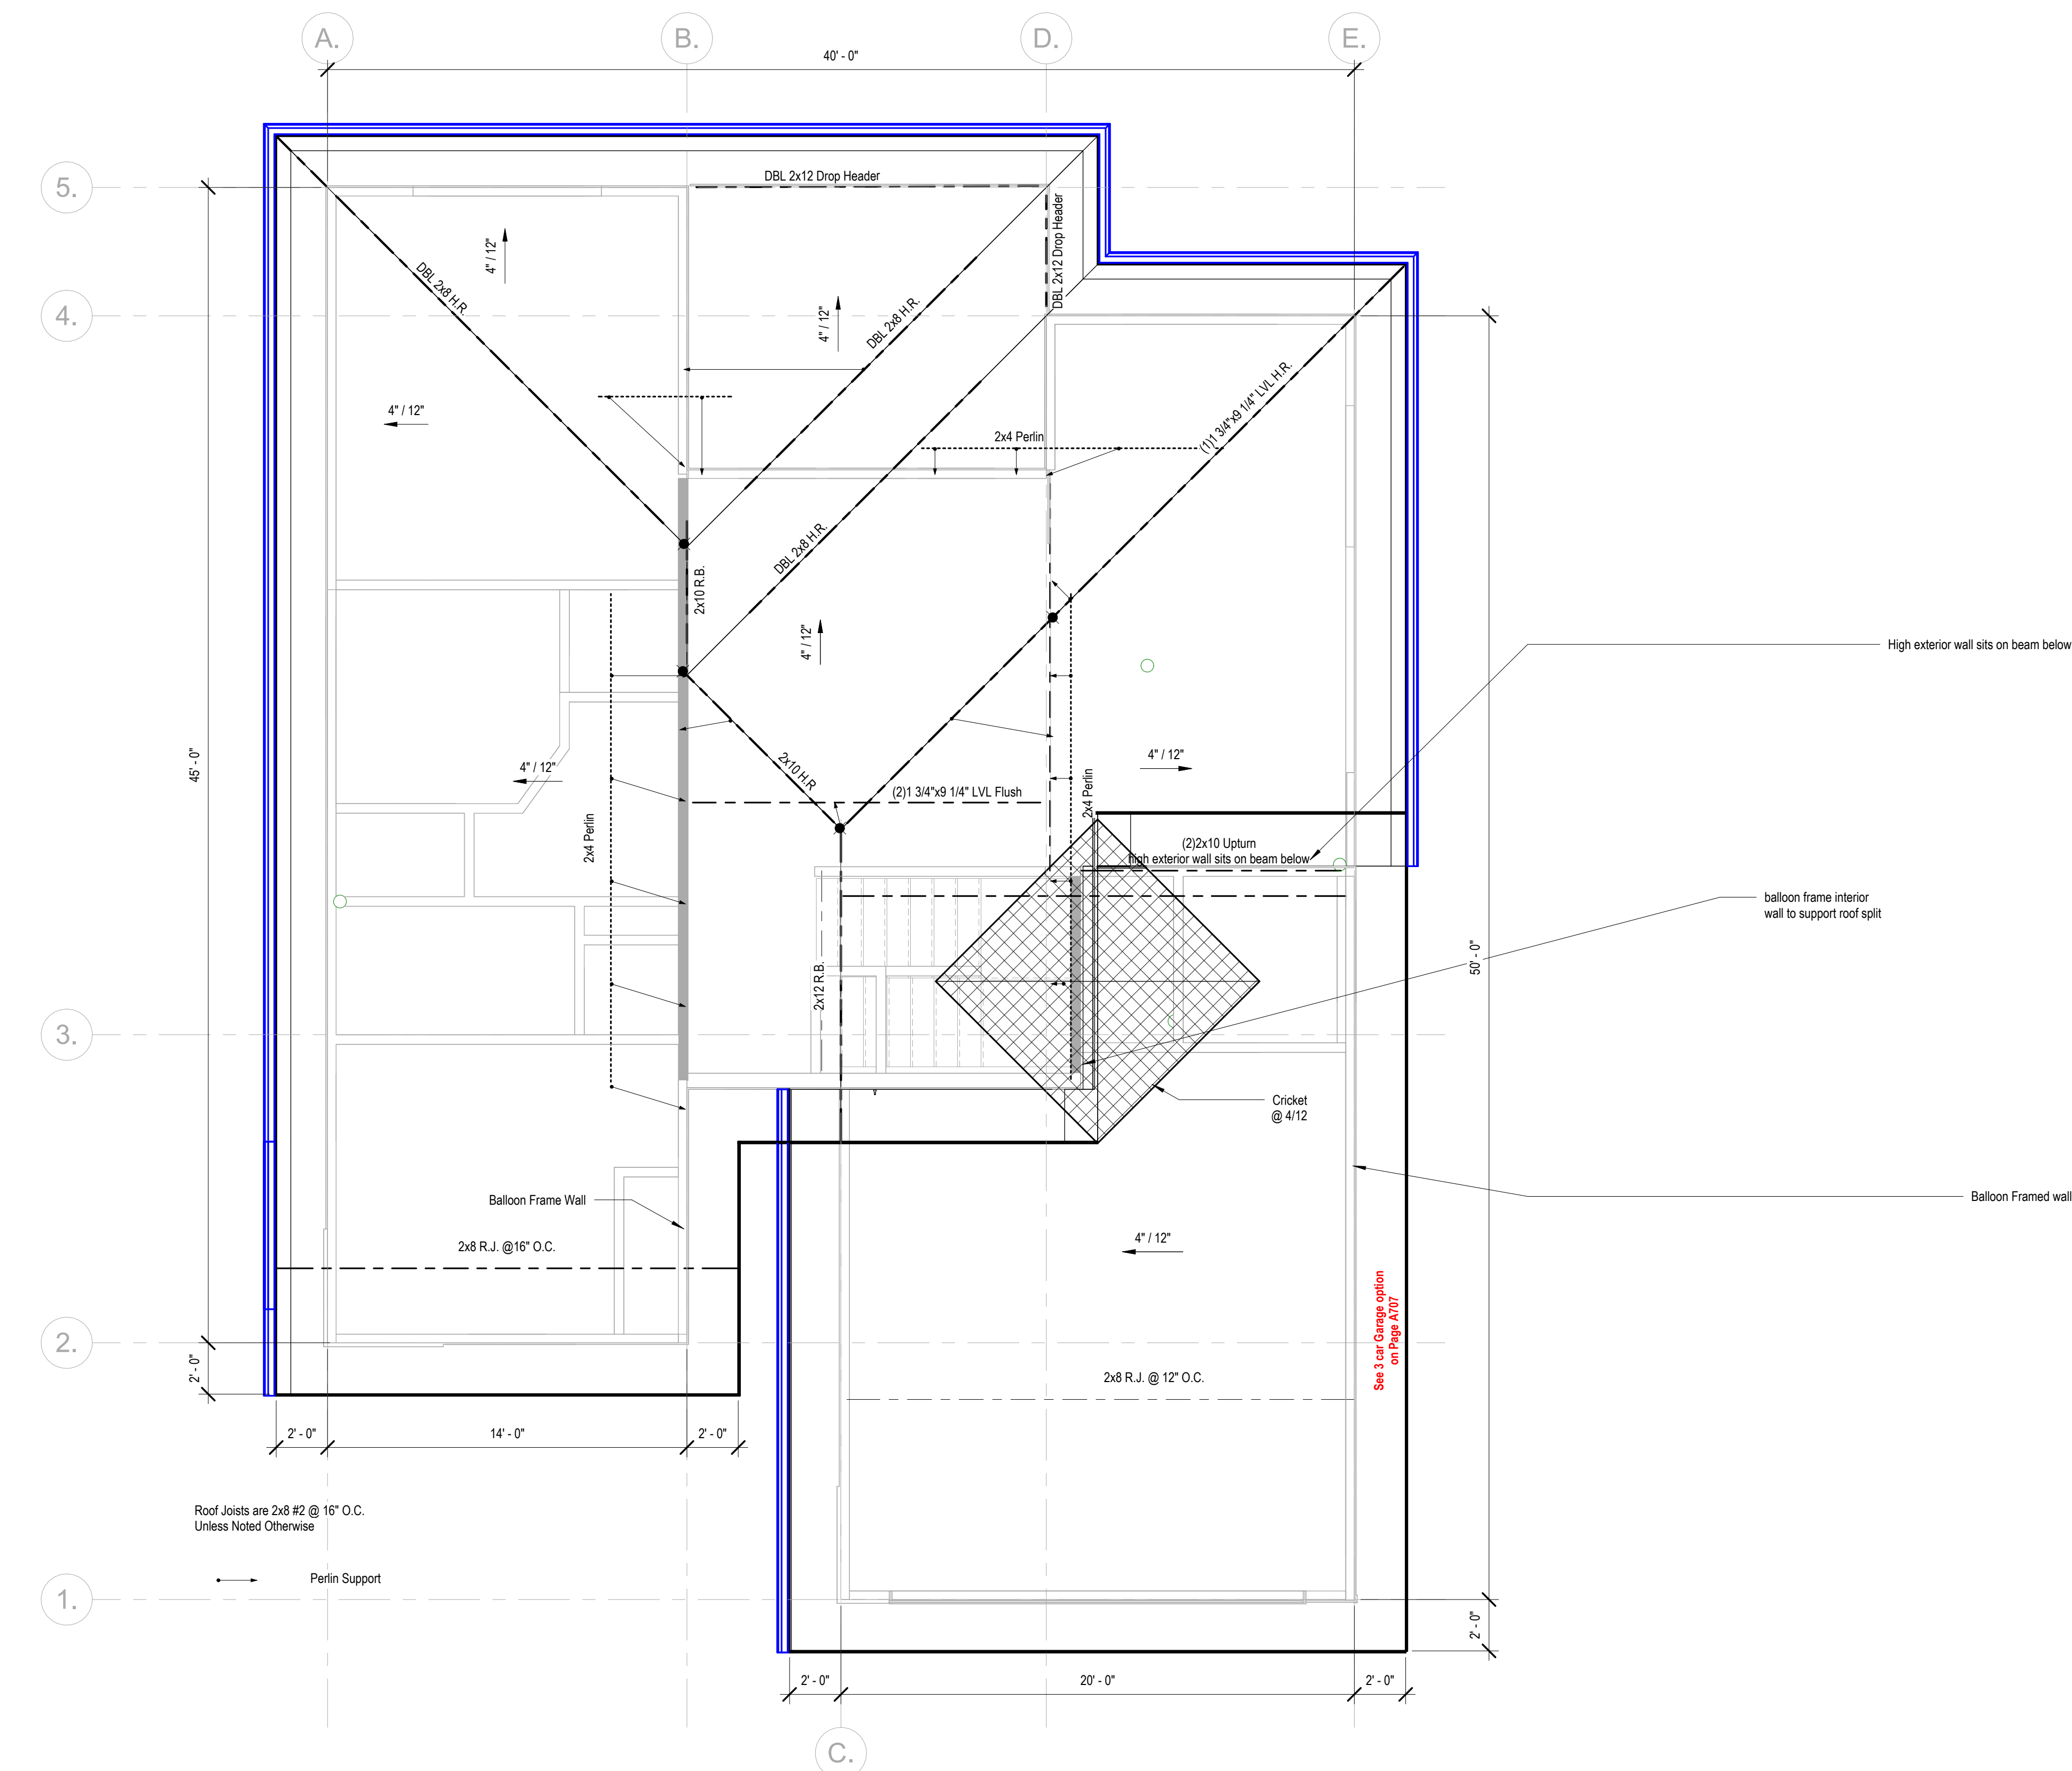 A.
B.
D.
E.
40' - 0"
5.
DBL 2x12 Drop Header
DBL 2x12 Drop Header
4" / 12"
DBL 2x8 H.R.
4" / 12"
DBL 2x8 H.R.
4.
(1)1 3/4"x9 1/4" LVL H.R.
4" / 12"
2x4 Perlin
DBL 2x8 H.R.
2x10 R.B.
4" / 12"
High exterior wall sits on beam below
45' - 0"
4" / 12"
2x10 H.R
(2)1 3/4"x9 1/4" LVL Flush
4" / 12"
2x4 Perlin
2x4 Perlin
(2)2x10 Upturn
high exterior wall sits on beam below
balloon frame interior
wall to support roof split
50' - 0"
2x12 R.B.
3.
Cricket
@ 4/12
Balloon Frame Wall
Balloon Framed wall
2x8 R.J. @16" O.C.
4" / 12"
See 3 car Garage option
on Page A707
2.
2' - 0"
2x8 R.J. @ 12" O.C.
2' - 0"
14' - 0"
2' - 0"
Roof Joists are 2x8 #2 @ 16" O.C.
Unless Noted Otherwise
Perlin Support
1.
2' - 0"
2' - 0"
20' - 0"
2' - 0"
C.